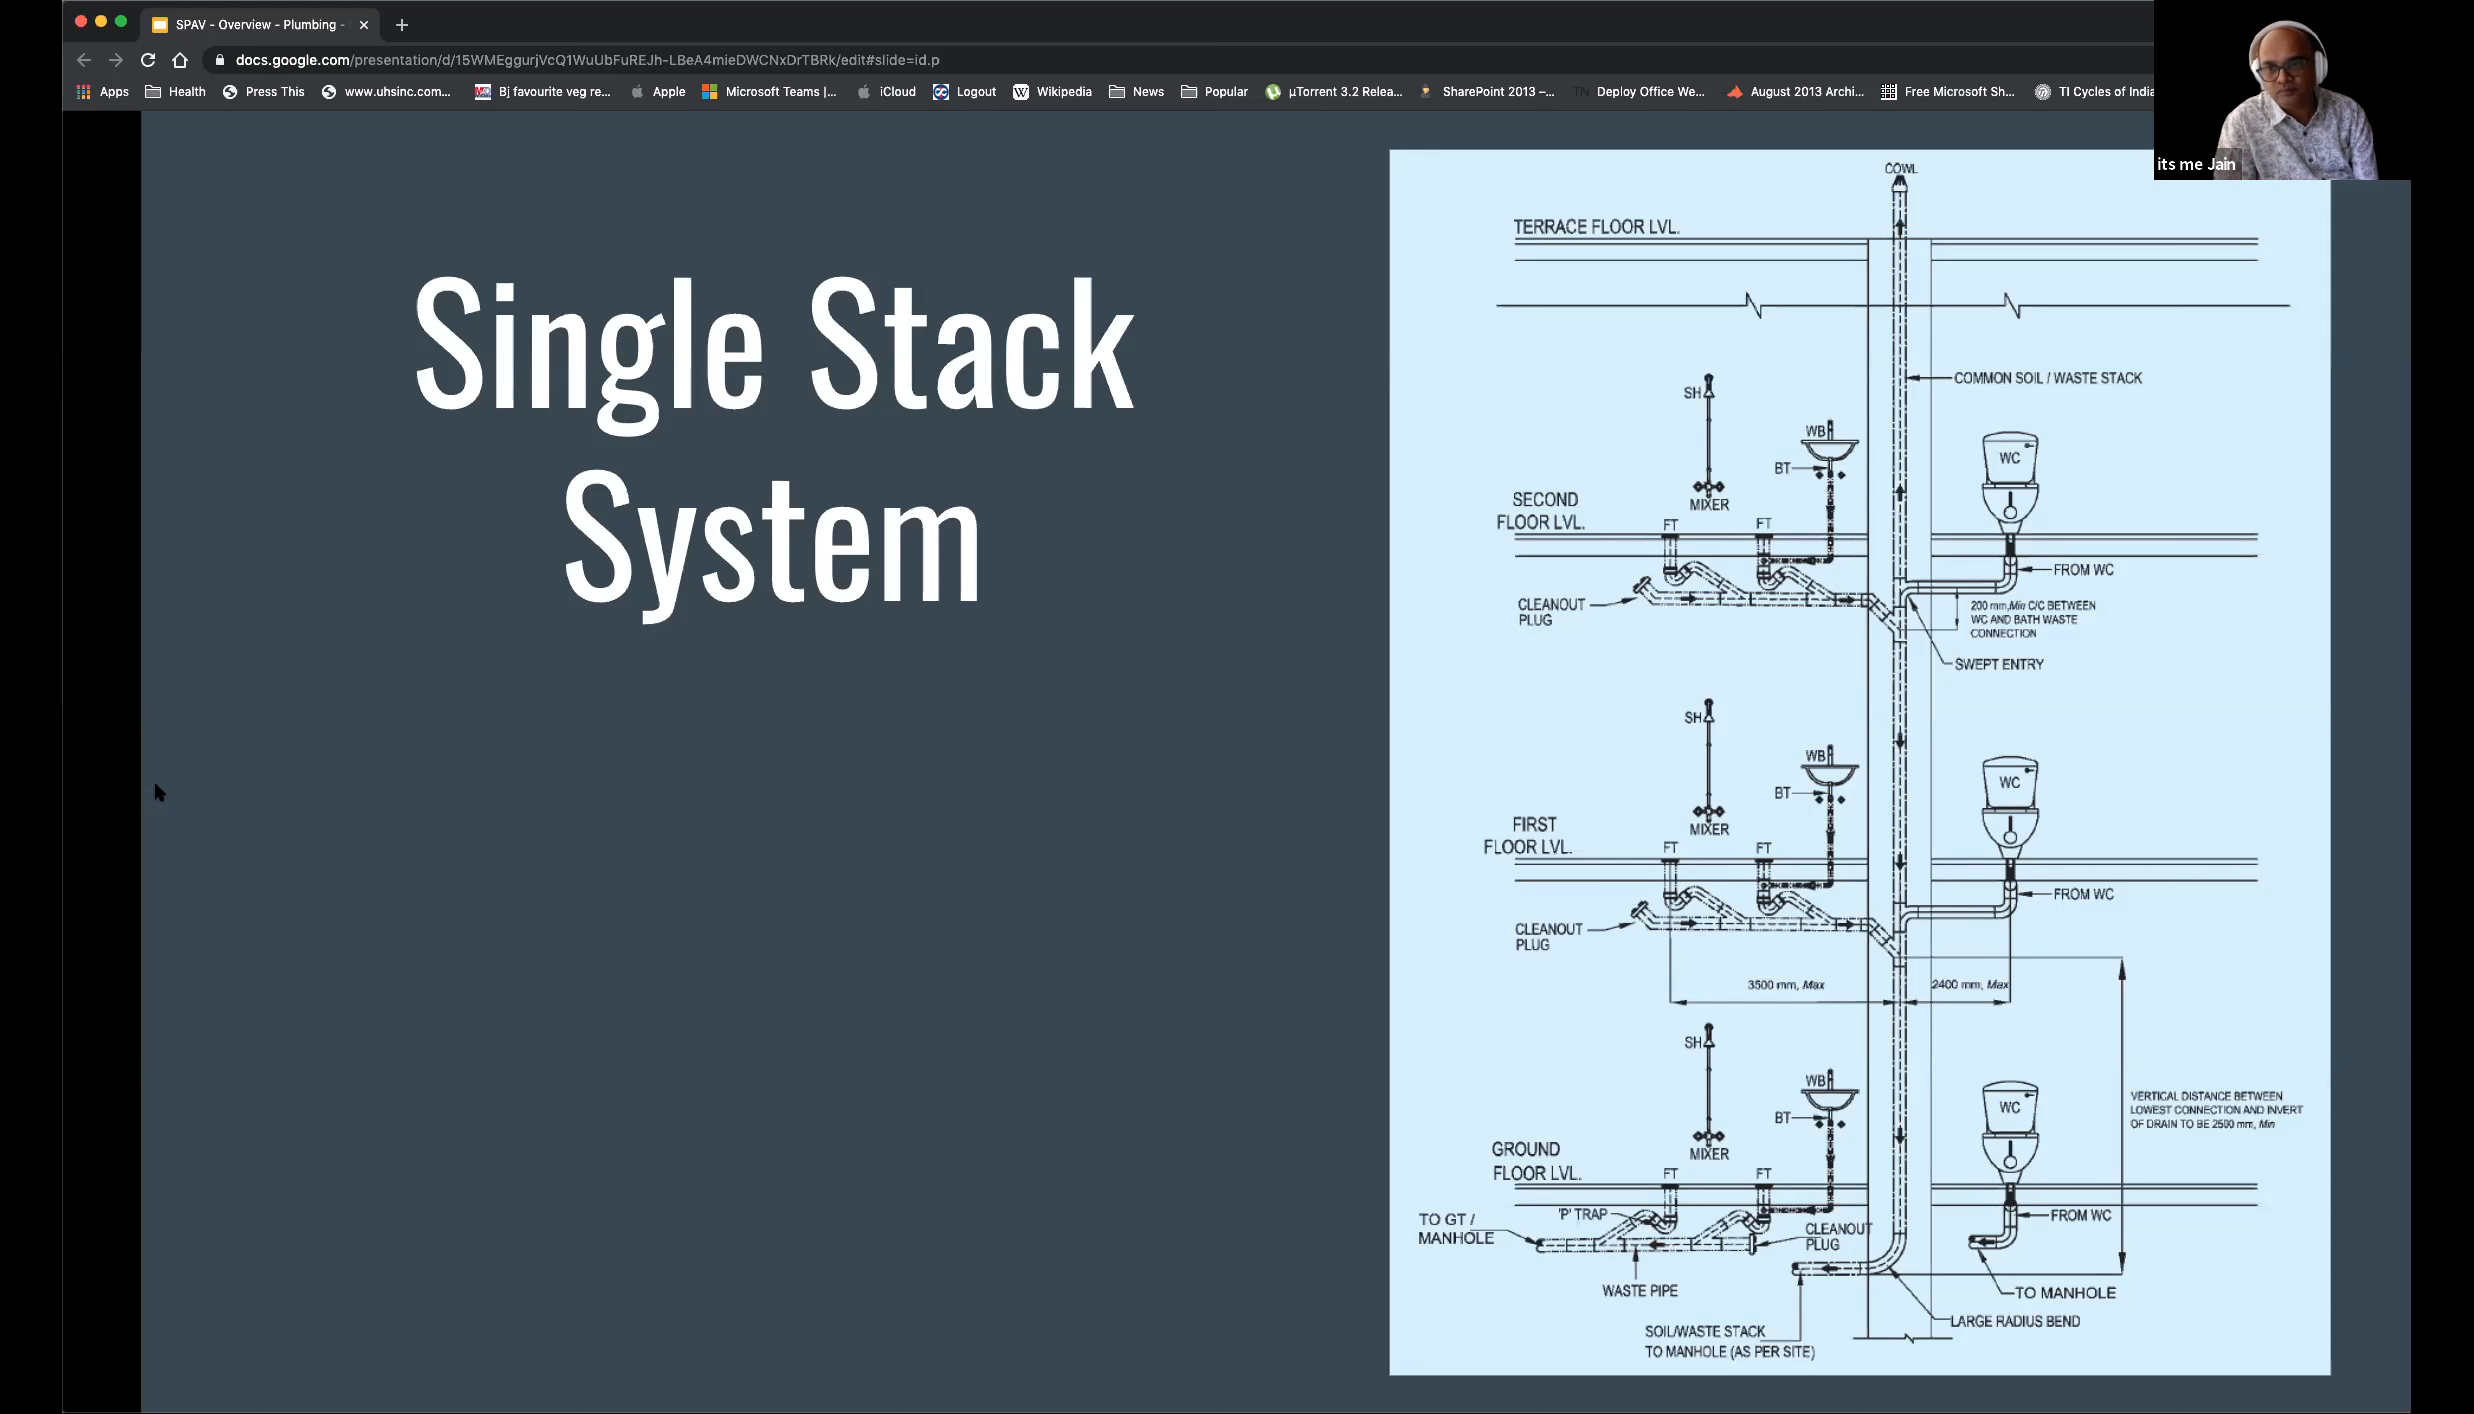 SPAV - Overview - Plumbing -
docs.google.com/presentation/d/15WMEggurjVcQ1WuUbFuREJh-LBeA4mieDWCNxDrTBRk/edit#slide=id.p
Apps Health Press This www.uhsinc.com... Bj favourite veg re... Apple Microsoft Teams |... iCloud Logout Wikipedia News Popular µTorrent 3.2 Relea... SharePoint 2013 –... TN Deploy Office We... August 2013 Archi... Free Microsoft Sh... TI Cycles of India
its me Jain
Single Stack
System
COWL
TERRACE FLOOR LVL.
COMMON SOIL / WASTE STACK
SH
WB
WC
BT
MIXER
SECOND
FLOOR LVL.
FT FT
FROM WC
CLEANOUT
PLUG
200 mm,Min C/C BETWEEN
WC AND BATH WASTE
CONNECTION
SWEPT ENTRY
SH
WB
WC
BT
MIXER
FIRST
FLOOR LVL.
FT FT
FROM WC
CLEANOUT
PLUG
3500 mm, Max
2400 mm, Max
SH
WB
WC
BT
MIXER
VERTICAL DISTANCE BETWEEN
LOWEST CONNECTION AND INVERT
OF DRAIN TO BE 2500 mm, Min
GROUND
FLOOR LVL.
FT FT
'P' TRAP
FROM WC
TO GT /
MANHOLE
CLEANOUT
PLUG
WASTE PIPE
TO MANHOLE
LARGE RADIUS BEND
SOIL/WASTE STACK
TO MANHOLE (AS PER SITE)